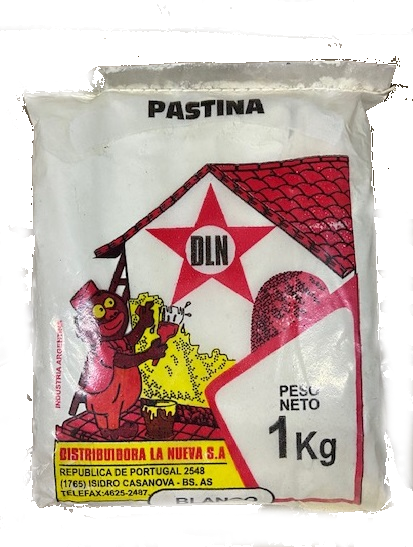 PASTINA
DLN
INDUSTRIA ARGENTINA
PESO
NETO
1Kg
DISTRIBUIDORA LA NUEVA S.A
REPUBLICA DE PORTUGAL 2548
(1765) ISIDRO CASANOVA - BS. AS
TELEFAX:4625-2487
BLANCO